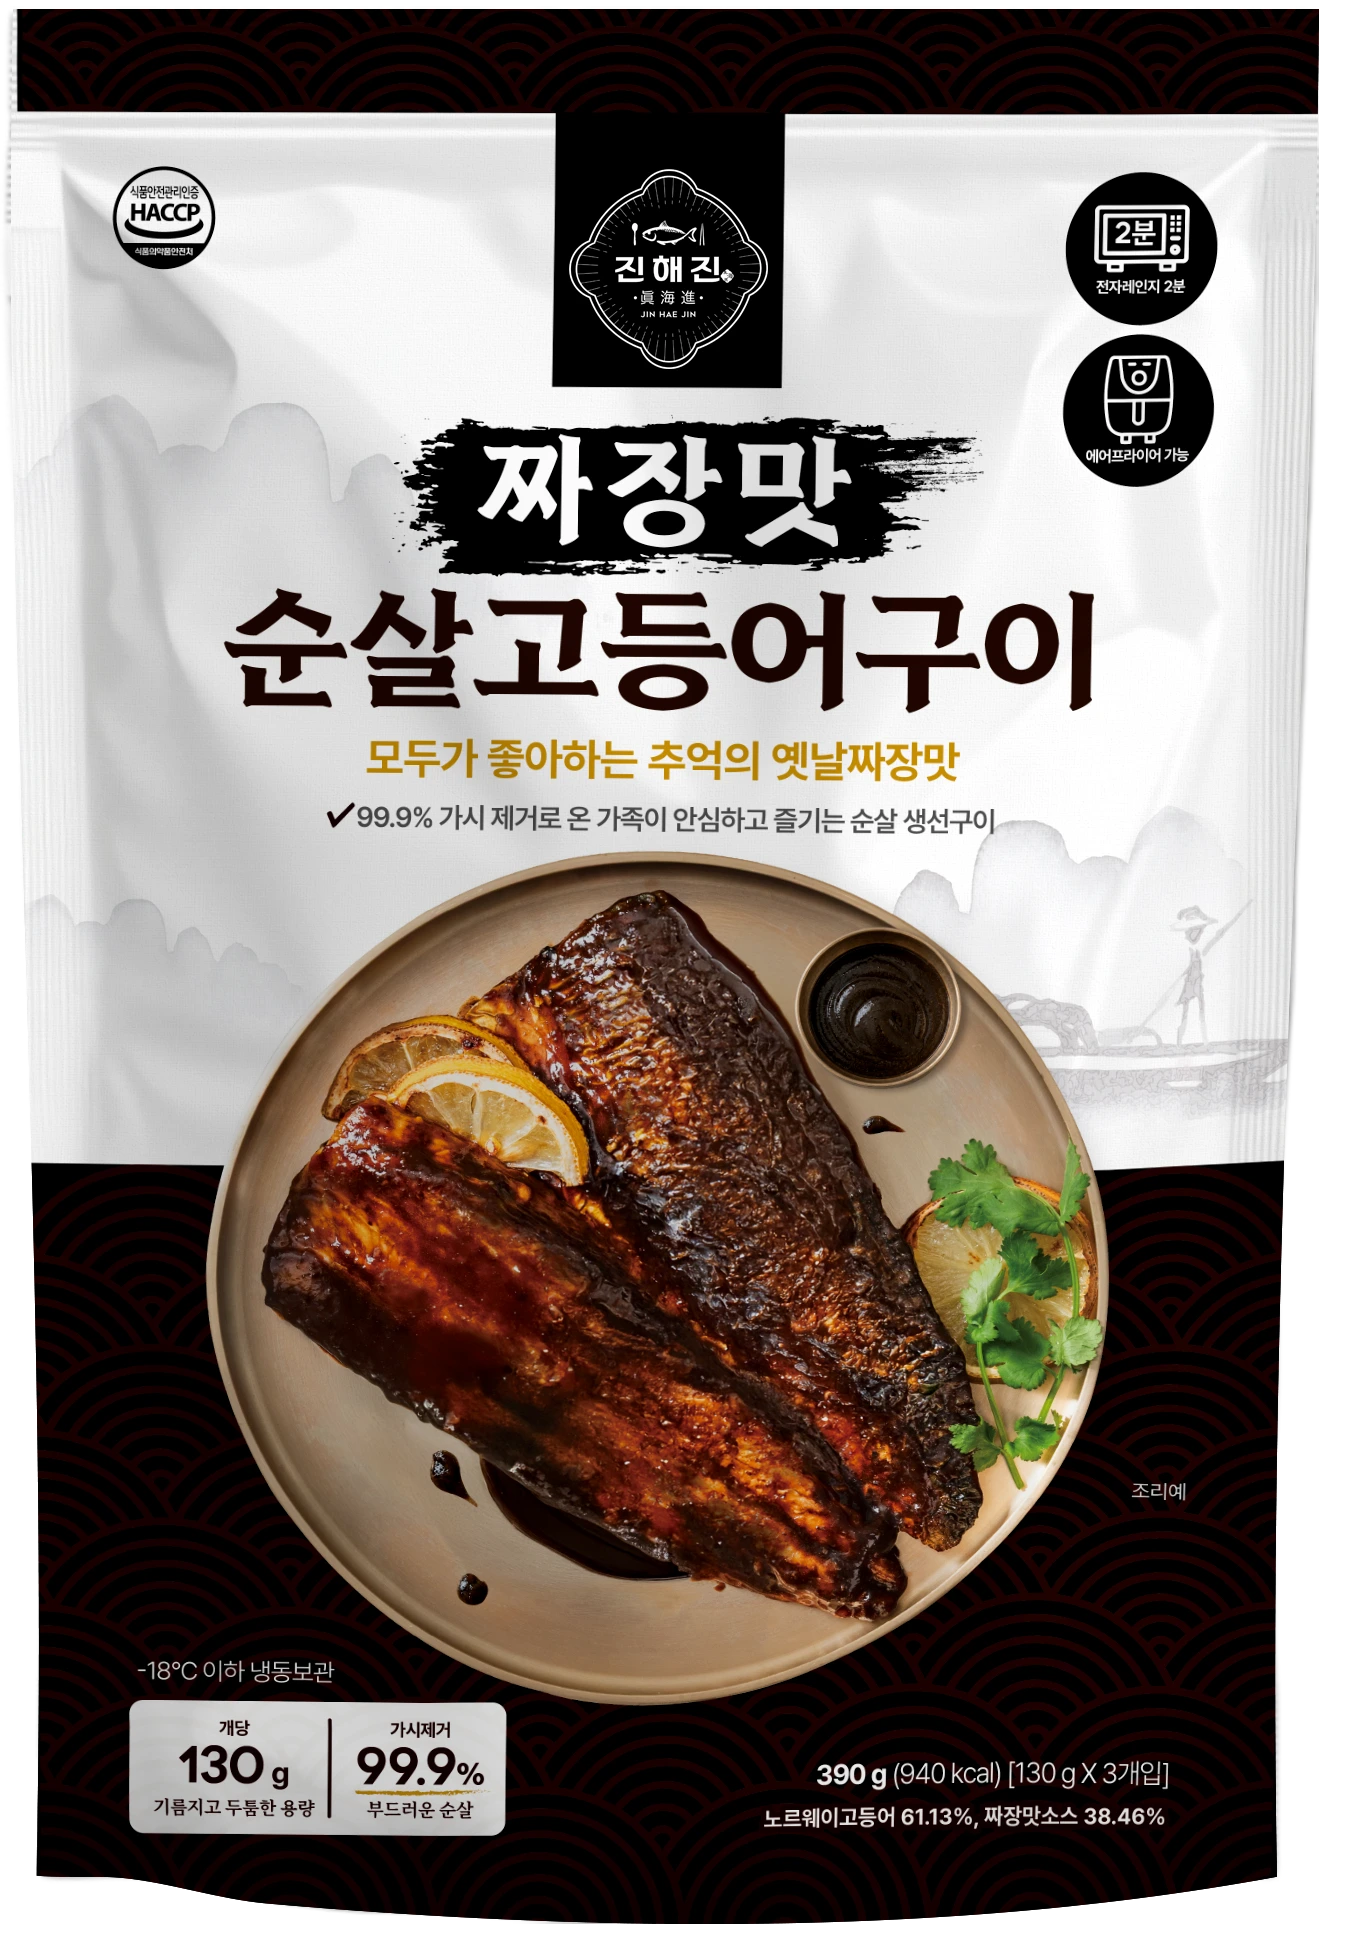 식품안전관리인증
HACCP
식품의약품안전처
진해진
·眞海進·
JIN HAE JIN
2분
전자레인지 2분
에어프라이어 가능
짜장맛
순살고등어구이
모두가 좋아하는 추억의 옛날짜장맛
✓99.9% 가시 제거로 온 가족이 안심하고 즐기는 순살 생선구이
조리예
-18°C 이하 냉동보관
개당
130 g
기름지고 두툼한 용량
가시제거
99.9%
부드러운 순살
390 g (940 kcal) [130 g X 3개입]
노르웨이고등어 61.13%, 짜장맛소스 38.46%